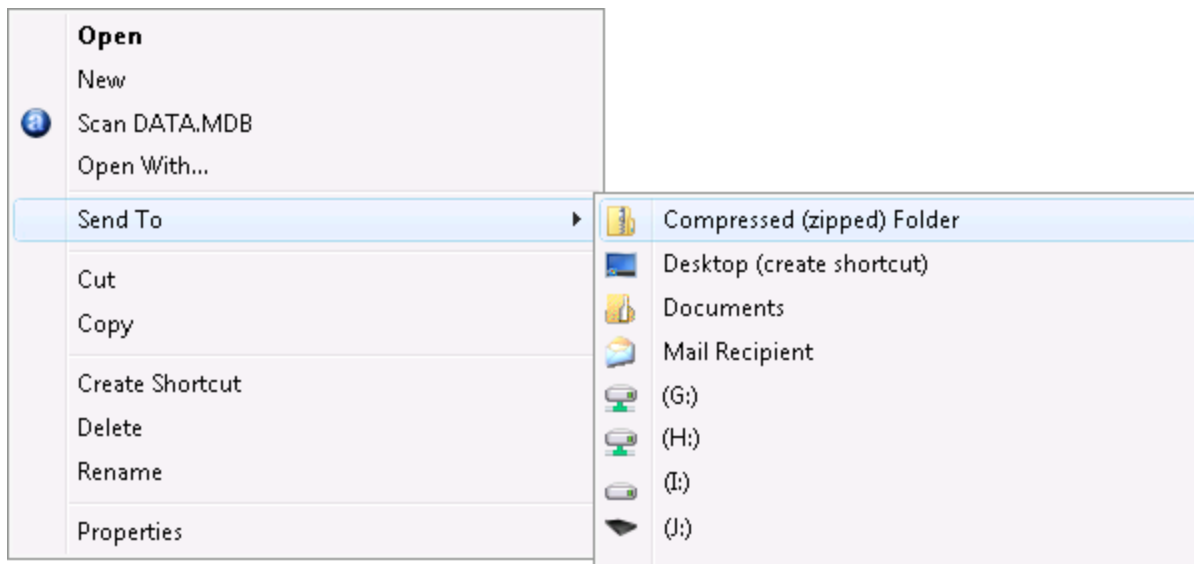 Open
New
Scan DATA.MDB
Open With...
Send To
Cut
Copy
Create Shortcut
Delete
Rename
Properties
Compressed (zipped) Folder
Desktop (create shortcut)
Documents
Mail Recipient
(G:)
(H:)
(I:)
(J:)